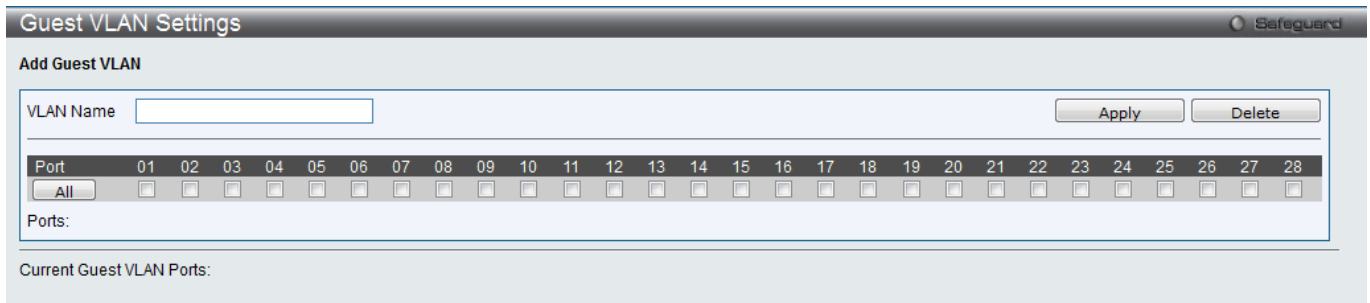 Guest VLAN Settings Safeguard
Add Guest VLAN
VLAN Name Apply Delete
Port 01 02 03 04 05 06 07 08 09 10 11 12 13 14 15 16 17 18 19 20 21 22 23 24 25 26 27 28
All
Ports:
Current Guest VLAN Ports: